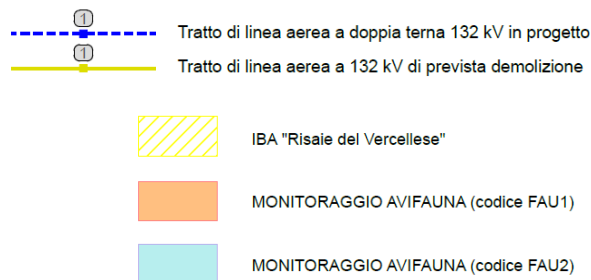 1
Tratto di linea aerea a doppia terna 132 kV in progetto
1
Tratto di linea aerea a 132 kV di prevista demolizione
IBA "Risaie del Vercellese"
MONITORAGGIO AVIFAUNA (codice FAU1)
MONITORAGGIO AVIFAUNA (codice FAU2)